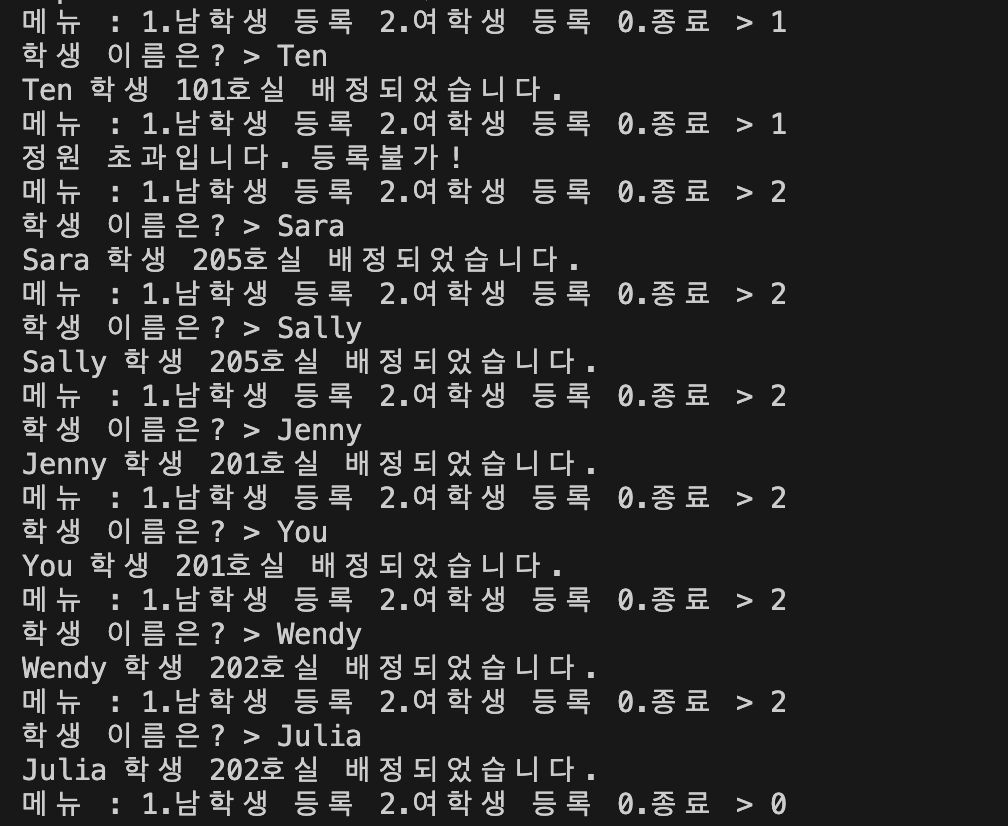 메뉴 : 1.남학생 등록 2.여학생 등록 0.종료 > 1
학생 이름은? > Ten
Ten 학생 101호실 배정되었습니다.
메뉴 : 1.남학생 등록 2.여학생 등록 0.종료 > 1
정원 초과입니다. 등록불가!
메뉴 : 1.남학생 등록 2.여학생 등록 0.종료 > 2
학생 이름은? > Sara
Sara 학생 205호실 배정되었습니다.
메뉴 : 1.남학생 등록 2.여학생 등록 0.종료 > 2
학생 이름은? > Sally
Sally 학생 205호실 배정되었습니다.
메뉴 : 1.남학생 등록 2.여학생 등록 0.종료 > 2
학생 이름은? > Jenny
Jenny 학생 201호실 배정되었습니다.
메뉴 : 1.남학생 등록 2.여학생 등록 0.종료 > 2
학생 이름은? > You
You 학생 201호실 배정되었습니다.
메뉴 : 1.남학생 등록 2.여학생 등록 0.종료 > 2
학생 이름은? > Wendy
Wendy 학생 202호실 배정되었습니다.
메뉴 : 1.남학생 등록 2.여학생 등록 0.종료 > 2
학생 이름은? > Julia
Julia 학생 202호실 배정되었습니다.
메뉴 : 1.남학생 등록 2.여학생 등록 0.종료 > 0